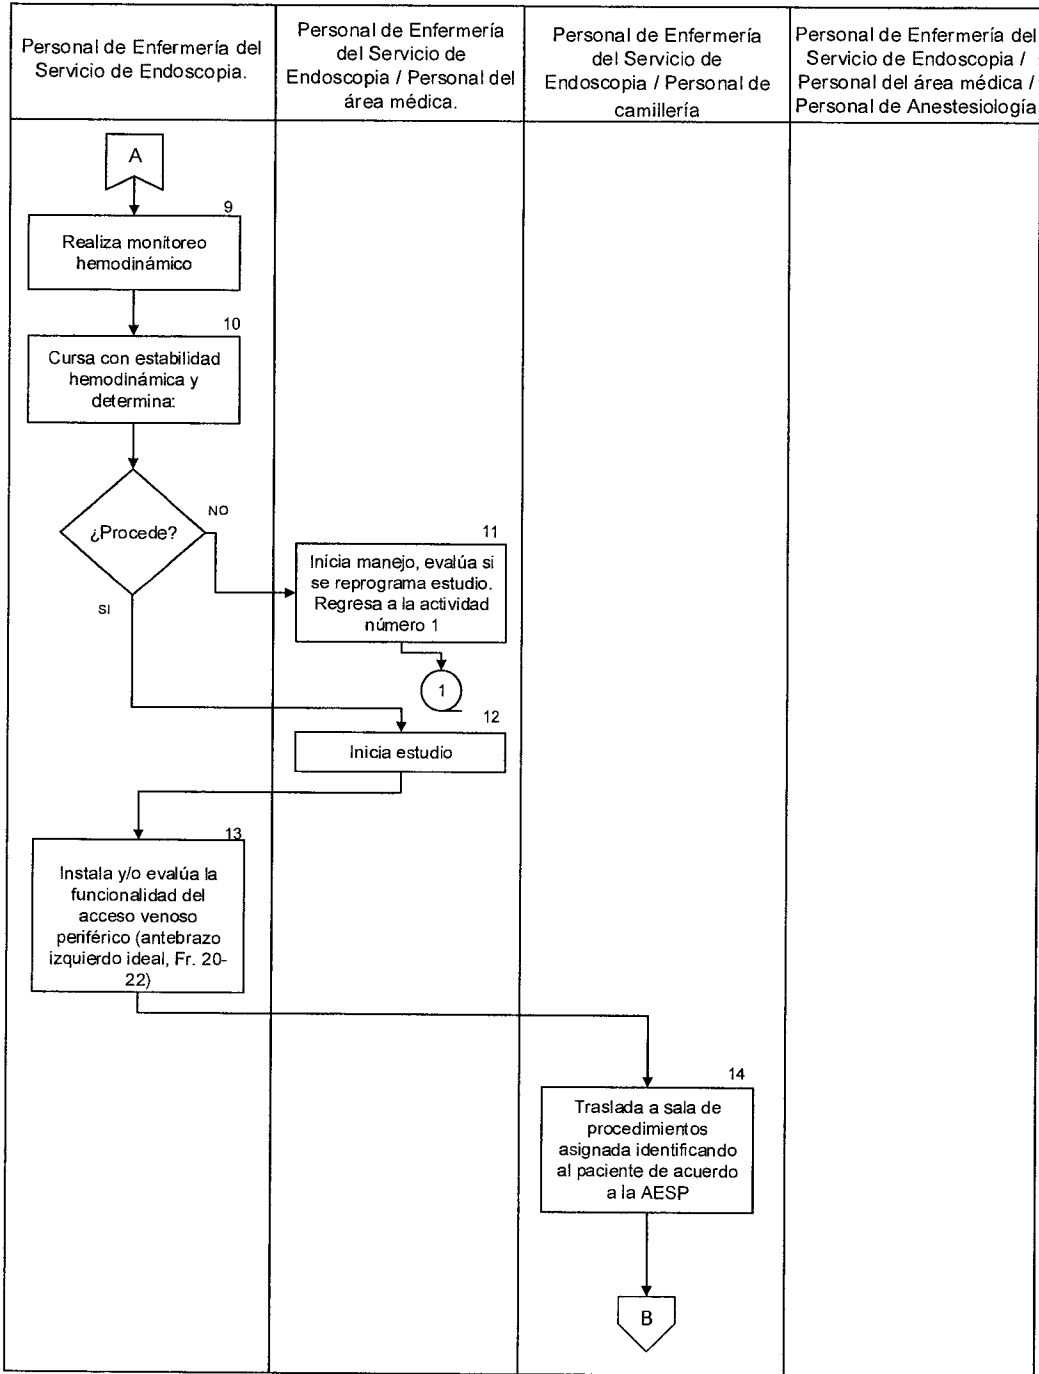 Personal de Enfermería del
Servicio de Endoscopia.
Personal de Enfermería
del Servicio de
Endoscopia / Personal del
área médica.
Personal de Enfermería
del Servicio de
Endoscopia / Personal de
camillería
Personal de Enfermería del
Servicio de Endoscopia /
Personal del área médica /
Personal de Anestesiología
A
9
Realiza monitoreo
hemodinámico
10
Cursa con estabilidad
hemodinámica y
determina:
¿Procede?
NO
SI
11
Inicia manejo, evalúa si
se reprograma estudio.
Regresa a la actividad
número 1
1
12
Inicia estudio
13
Instala y/o evalúa la
funcionalidad del
acceso venoso
periférico (antebrazo
izquierdo ideal, Fr. 20-
22)
14
Traslada a sala de
procedimientos
asignada identificando
al paciente de acuerdo
a la AESP
B